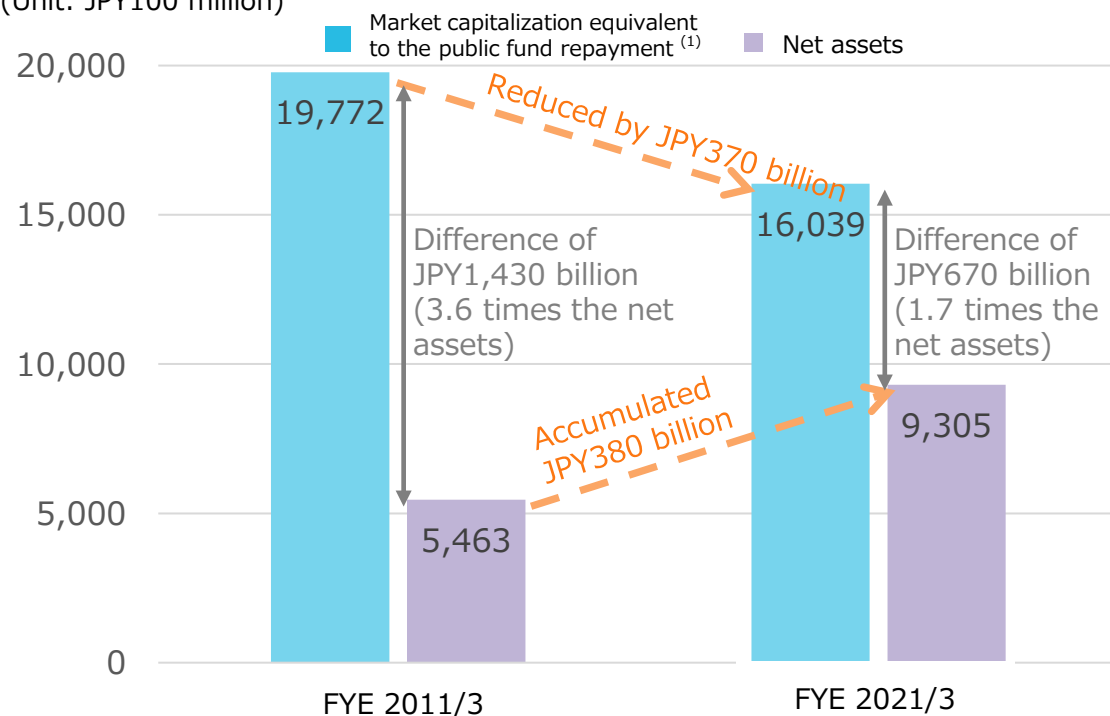 (Unit: JPY100 million)
Market capitalization equivalent
to the public fund repayment (1)
Net assets
20,000
15,000
10,000
5,000
0
19,772
Reduced by JPY370 billion
16,039
Difference of
JPY1,430 billion
(3.6 times the net
assets)
Difference of
JPY670 billion
(1.7 times the
net assets)
Accumulated
JPY380 billion
5,463
9,305
FYE 2011/3
FYE 2021/3